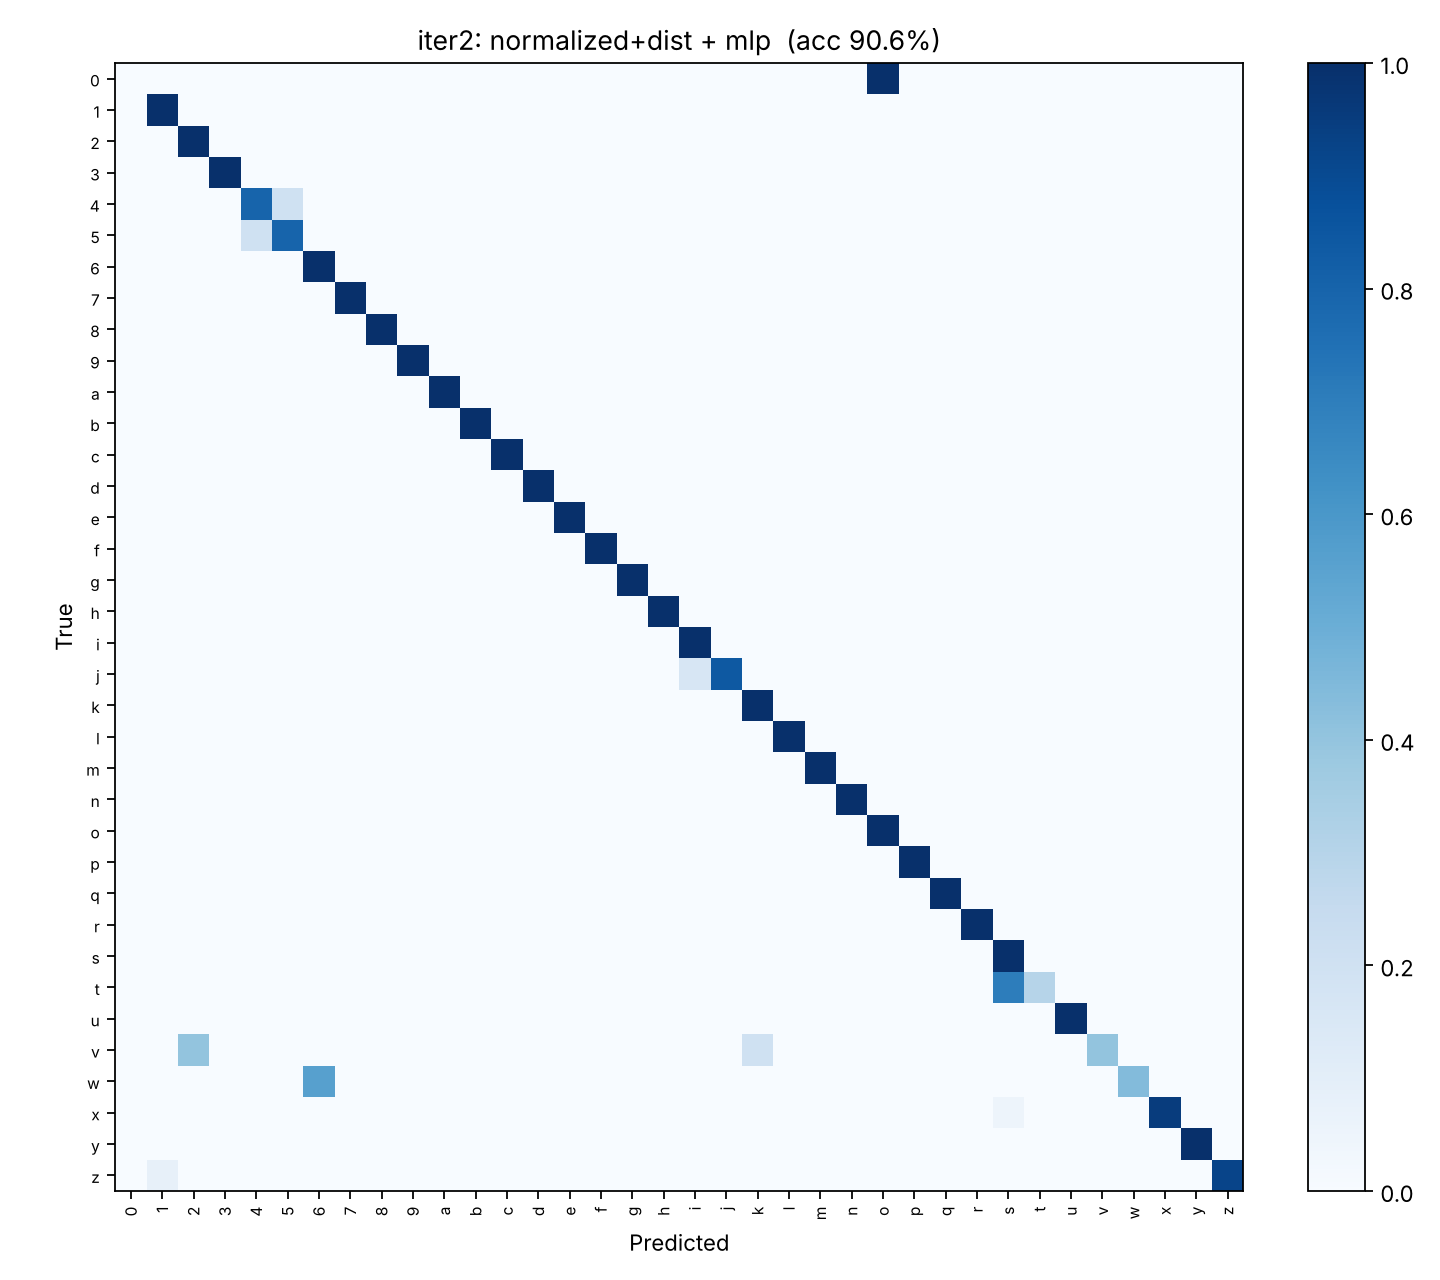 iter2: normalized+dist + mlp  (acc 90.6%)
True
0
1
2
3
4
5
6
7
8
9
a
b
c
d
e
f
g
h
i
j
k
l
m
n
o
p
q
r
s
t
u
v
w
x
y
z
0 1 2 3 4 5 6 7 8 9 a b c d e f g h i j k l m n o p q r s t u v w x y z
Predicted
1.0
0.8
0.6
0.4
0.2
0.0